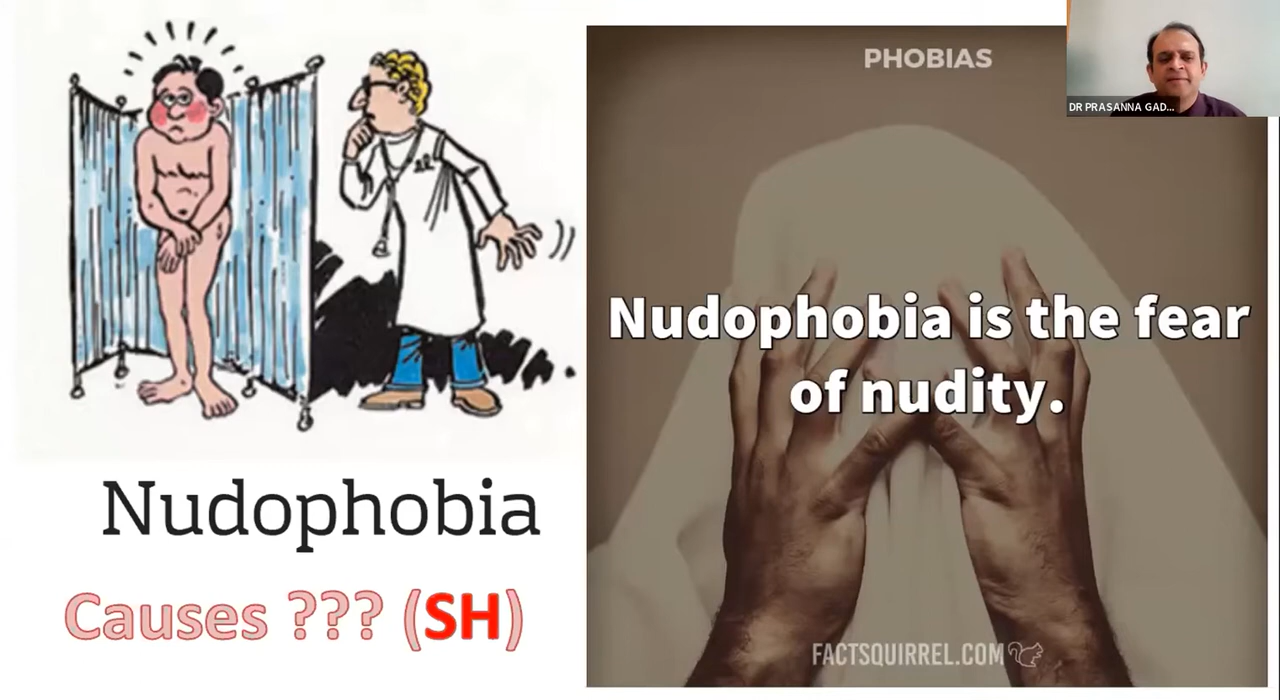 Nudophobia
Causes ??? (SH)
PHOBIAS
Nudophobia is the fear
of nudity.
FACTSQUIRREL.COM
DR PRASANNA GAD...